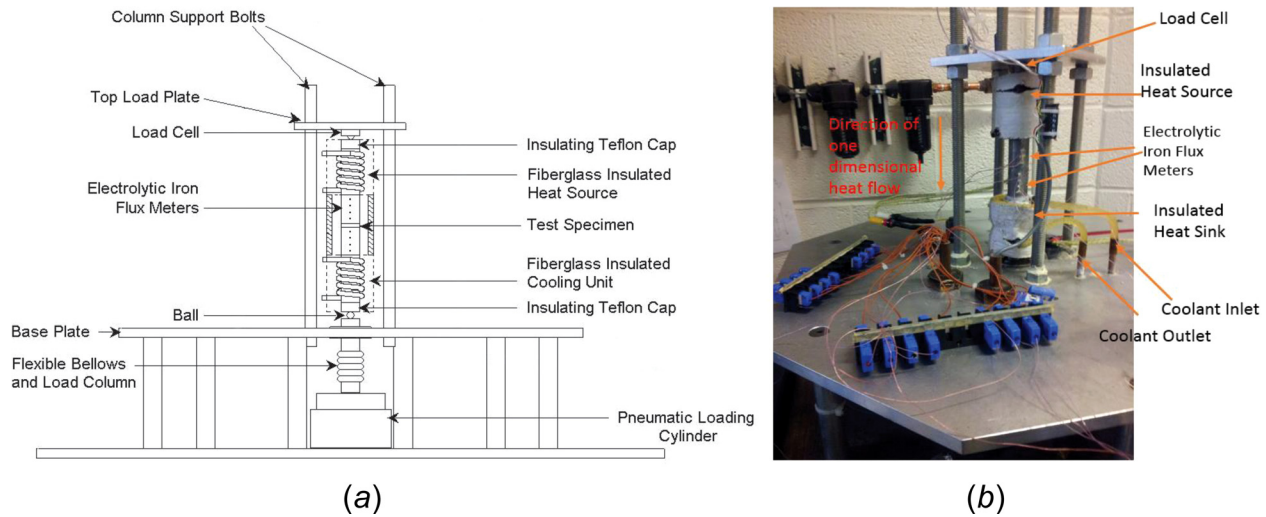 Column Support Bolts
Top Load Plate
Load Cell
Electrolytic Iron
Flux Meters
Ball
Base Plate
Flexible Bellows
and Load Column
Insulating Teflon Cap
Fiberglass Insulated
Heat Source
Test Specimen
Fiberglass Insulated
Cooling Unit
Insulating Teflon Cap
Pneumatic Loading
Cylinder
(a)
Load Cell
Insulated
Heat Source
Direction of
one
dimensional
heat flow
Electrolytic
Iron Flux
Meters
Insulated
Heat Sink
Coolant Inlet
Coolant Outlet
(b)